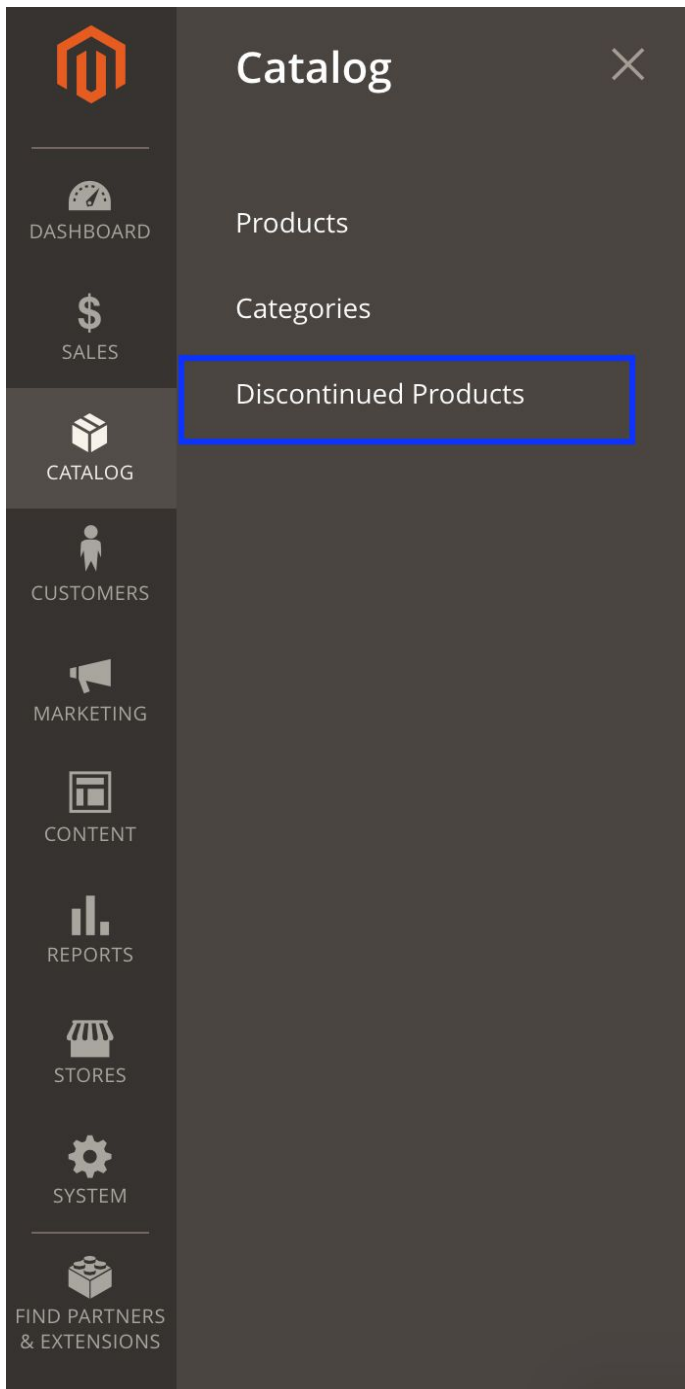 Catalog
DASHBOARD
SALES
CATALOG
CUSTOMERS
MARKETING
CONTENT
REPORTS
STORES
SYSTEM
FIND PARTNERS
& EXTENSIONS
Products
Categories
Discontinued Products